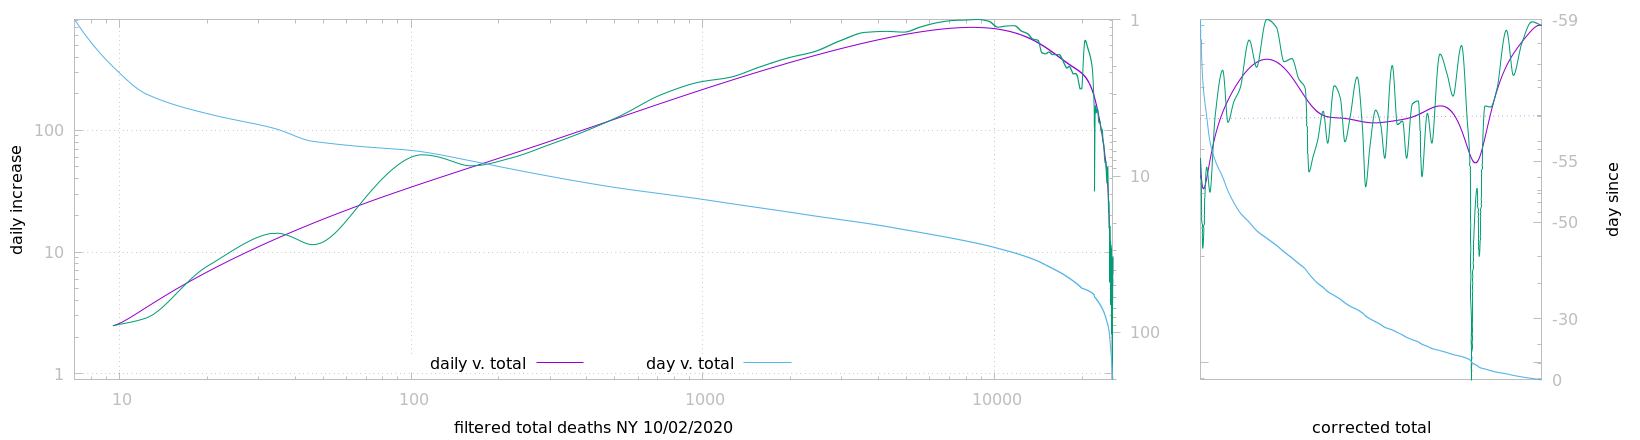 daily increase
100
10
1
10
100
1000
10000
1
10
100
daily v. total
day v. total
filtered total deaths NY 10/02/2020
-59
-55
-50
-30
0
day since
corrected total